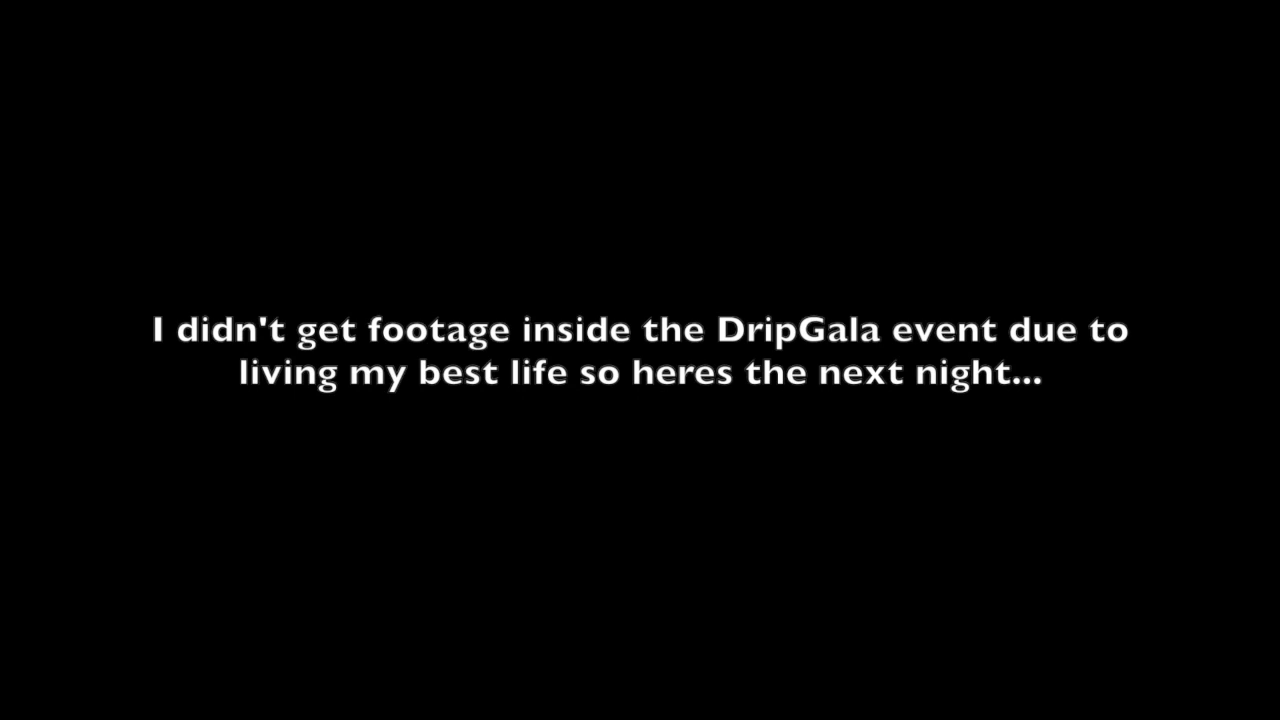 I didn't get footage inside the DripGala event due to
living my best life so heres the next night...